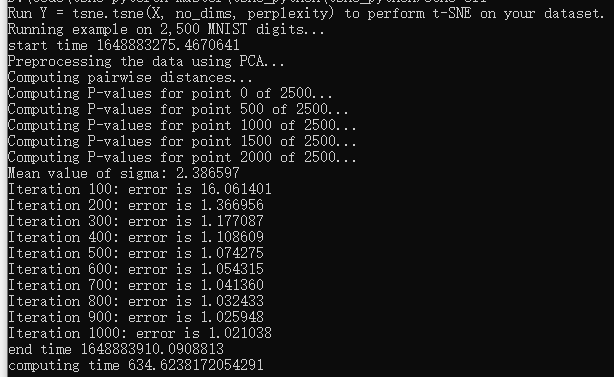 Run Y = tsne.tsne(X, no_dims, perplexity) to perform t-SNE on your dataset.
Running example on 2,500 MNIST digits...
start time 1648883275.4670641
Preprocessing the data using PCA...
Computing pairwise distances...
Computing P-values for point 0 of 2500...
Computing P-values for point 500 of 2500...
Computing P-values for point 1000 of 2500...
Computing P-values for point 1500 of 2500...
Computing P-values for point 2000 of 2500...
Mean value of sigma: 2.386597
Iteration 100: error is 16.061401
Iteration 200: error is 1.366956
Iteration 300: error is 1.177087
Iteration 400: error is 1.108609
Iteration 500: error is 1.074275
Iteration 600: error is 1.054315
Iteration 700: error is 1.041360
Iteration 800: error is 1.032433
Iteration 900: error is 1.025948
Iteration 1000: error is 1.021038
end time 1648883910.0908813
computing time 634.6238172054291